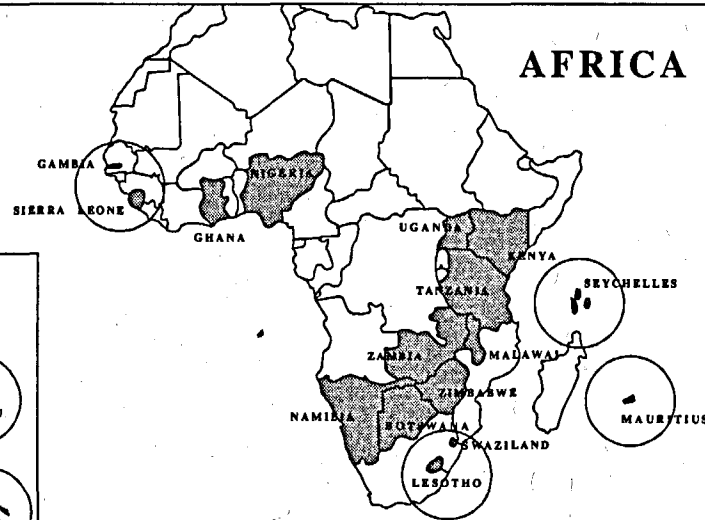 AFRICA
GAMBIA
NIGERIA
SIERRA LEONE
GHANA
UGANDA
KENYA
SEYCHELLES
TANZANIA
ZAMBIA
MALAWAI
ZIMBABWE
NAMIBIA
MAURITIUS
BOTSWANA
SWAZILAND
LESOTHO